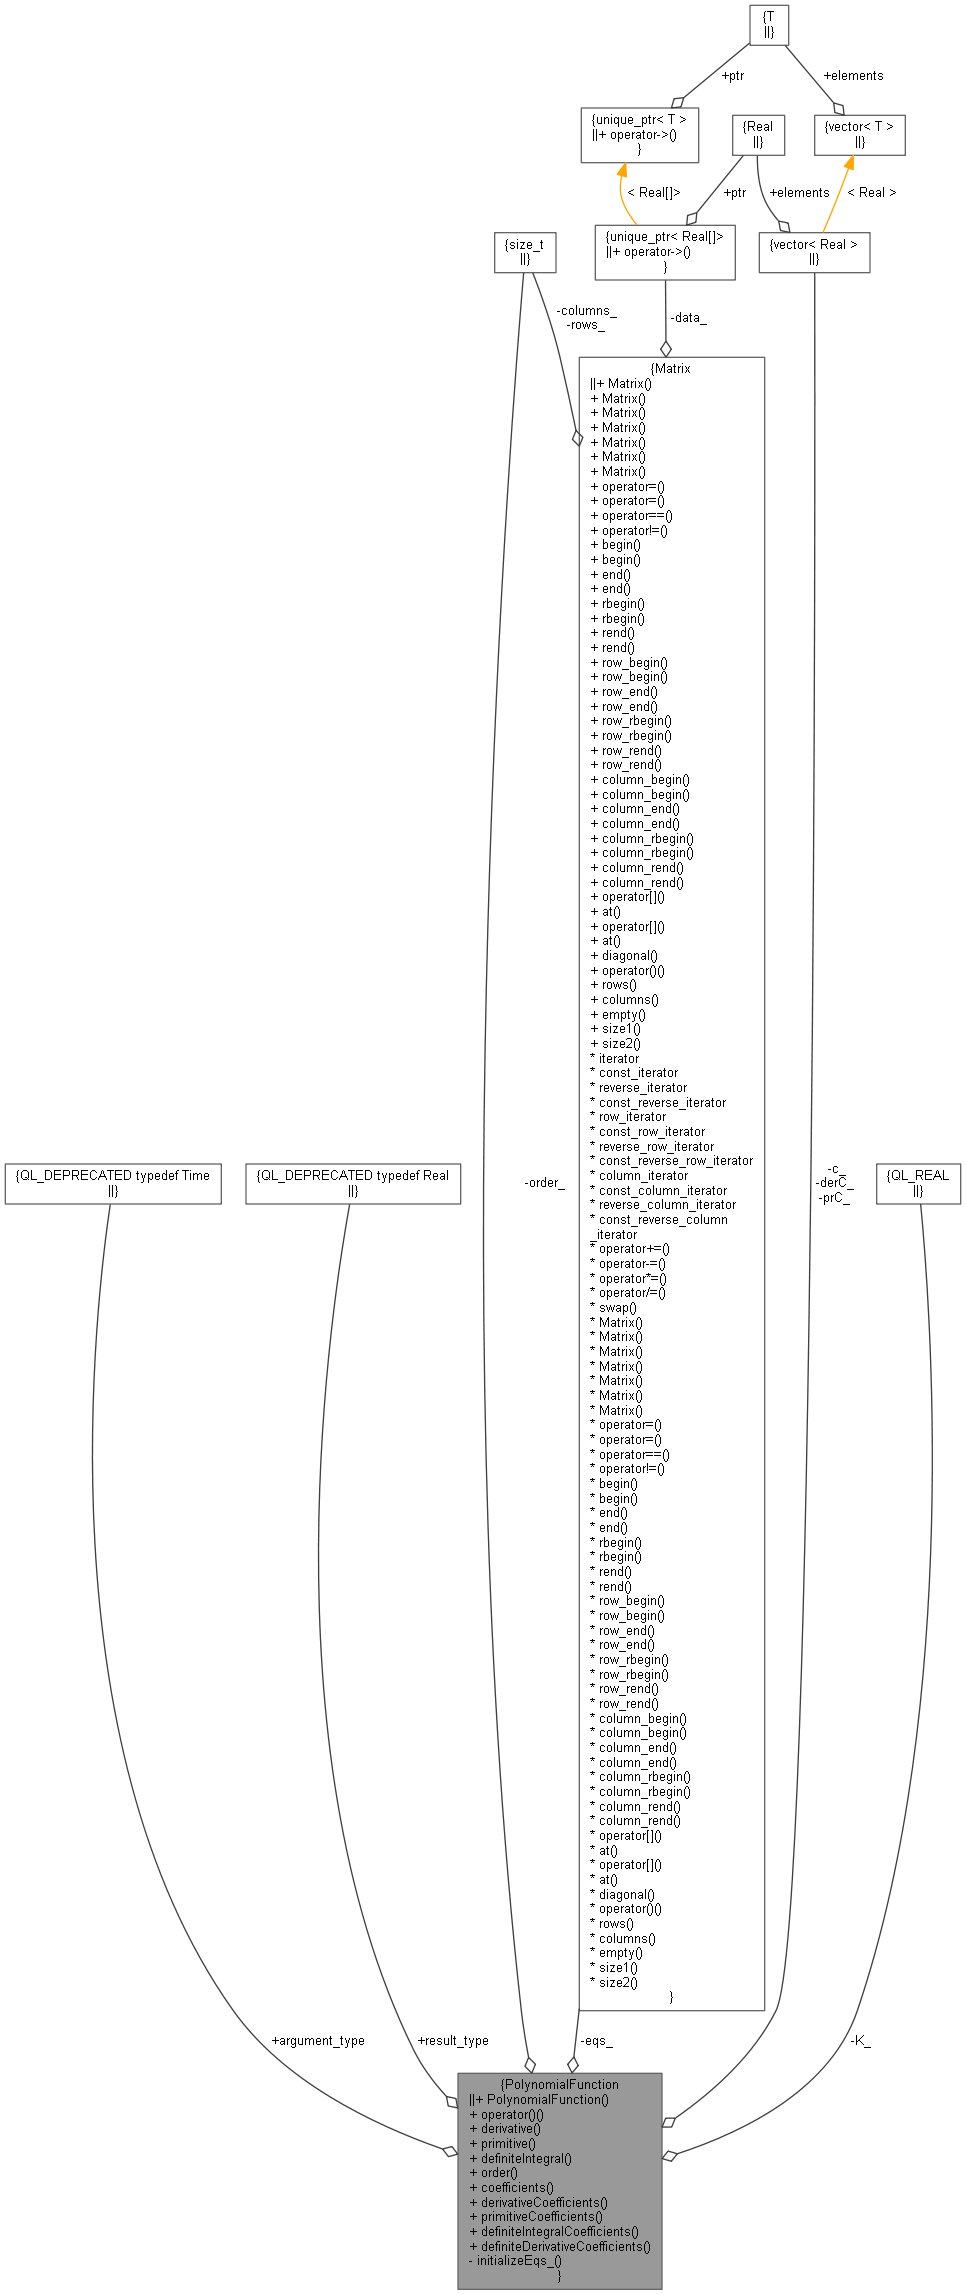 {T
||}
+ptr
+elements
{unique_ptr< T >
||+ operator->()
}
{Real
||}
{vector< T >
||}
< Real[]>
+ptr
+elements
< Real >
{size_t
||}
{unique_ptr< Real[]>
||+ operator->()
}
{vector< Real >
||}
-columns_
-rows_
-data_
{Matrix
||+ Matrix()
+ Matrix()
+ Matrix()
+ Matrix()
+ Matrix()
+ Matrix()
+ Matrix()
+ operator=()
+ operator=()
+ operator==()
+ operator!=()
+ begin()
+ begin()
+ end()
+ end()
+ rbegin()
+ rbegin()
+ rend()
+ rend()
+ row_begin()
+ row_begin()
+ row_end()
+ row_end()
+ row_rbegin()
+ row_rbegin()
+ row_rend()
+ row_rend()
+ column_begin()
+ column_begin()
+ column_end()
+ column_end()
+ column_rbegin()
+ column_rbegin()
+ column_rend()
+ column_rend()
+ operator[]()
+ at()
+ operator[]()
+ at()
+ diagonal()
+ operator()()
+ rows()
+ columns()
+ empty()
+ size1()
+ size2()
* iterator
* const_iterator
* reverse_iterator
* const_reverse_iterator
* row_iterator
* const_row_iterator
* reverse_row_iterator
* const_reverse_row_iterator
* column_iterator
* const_column_iterator
* reverse_column_iterator
* const_reverse_column
_iterator
* operator+=()
* operator-=()
* operator*=()
* operator/=()
* swap()
* Matrix()
* Matrix()
* Matrix()
* Matrix()
* Matrix()
* Matrix()
* Matrix()
* operator=()
* operator=()
* operator==()
* operator!=()
* begin()
* begin()
* end()
* end()
* rbegin()
* rbegin()
* rend()
* rend()
* row_begin()
* row_begin()
* row_end()
* row_end()
* row_rbegin()
* row_rbegin()
* row_rend()
* row_rend()
* column_begin()
* column_begin()
* column_end()
* column_end()
* column_rbegin()
* column_rbegin()
* column_rend()
* column_rend()
* operator[]()
* at()
* operator[]()
* at()
* diagonal()
* operator()()
* rows()
* columns()
* empty()
* size1()
* size2()
}
{QL_DEPRECATED typedef Time
||}
{QL_DEPRECATED typedef Real
||}
-order_
-c_
-derC_
-prC_
{QL_REAL
||}
+argument_type
+result_type
-eqs_
-K_
{PolynomialFunction
||+ PolynomialFunction()
+ operator()()
+ derivative()
+ primitive()
+ definiteIntegral()
+ order()
+ coefficients()
+ derivativeCoefficients()
+ primitiveCoefficients()
+ definiteIntegralCoefficients()
+ definiteDerivativeCoefficients()
- initializeEqs_()
}